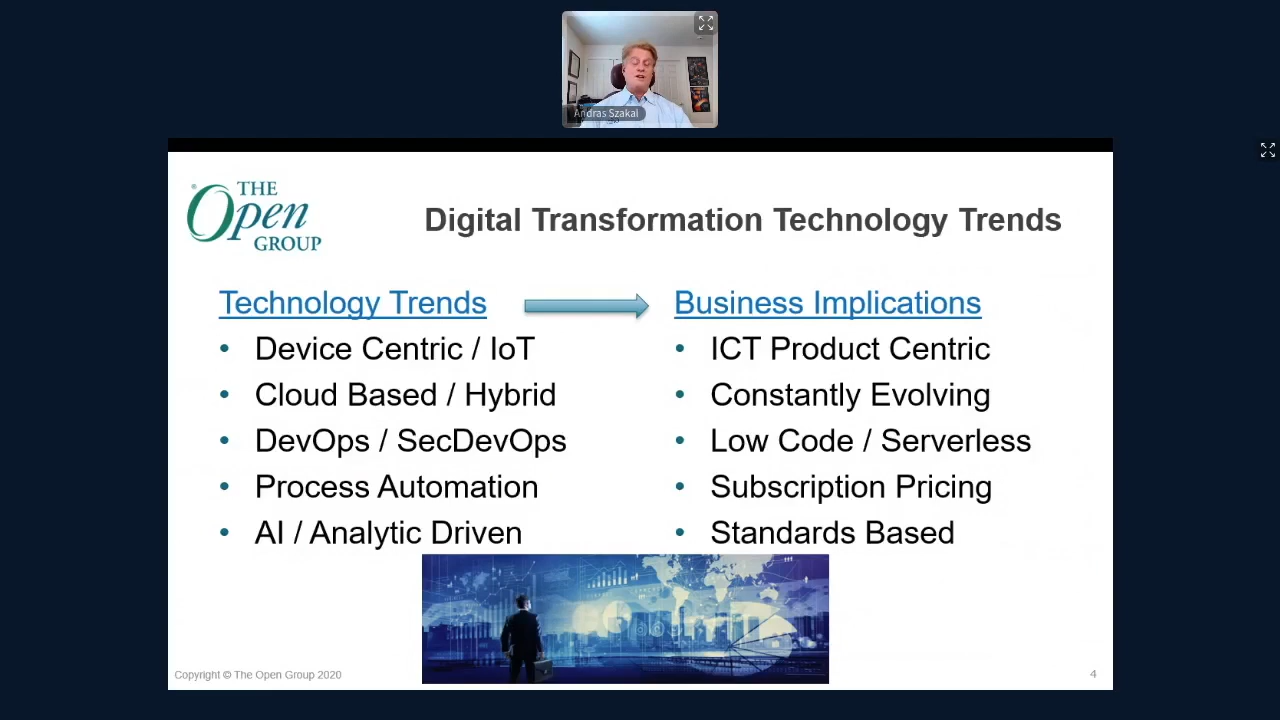 Andras Szakal
THE
Open
GROUP
Digital Transformation Technology Trends
Technology Trends
• Device Centric / IoT
• Cloud Based / Hybrid
• DevOps / SecDevOps
• Process Automation
• AI / Analytic Driven
Business Implications
• ICT Product Centric
• Constantly Evolving
• Low Code / Serverless
• Subscription Pricing
• Standards Based
Copyright © The Open Group 2020
4